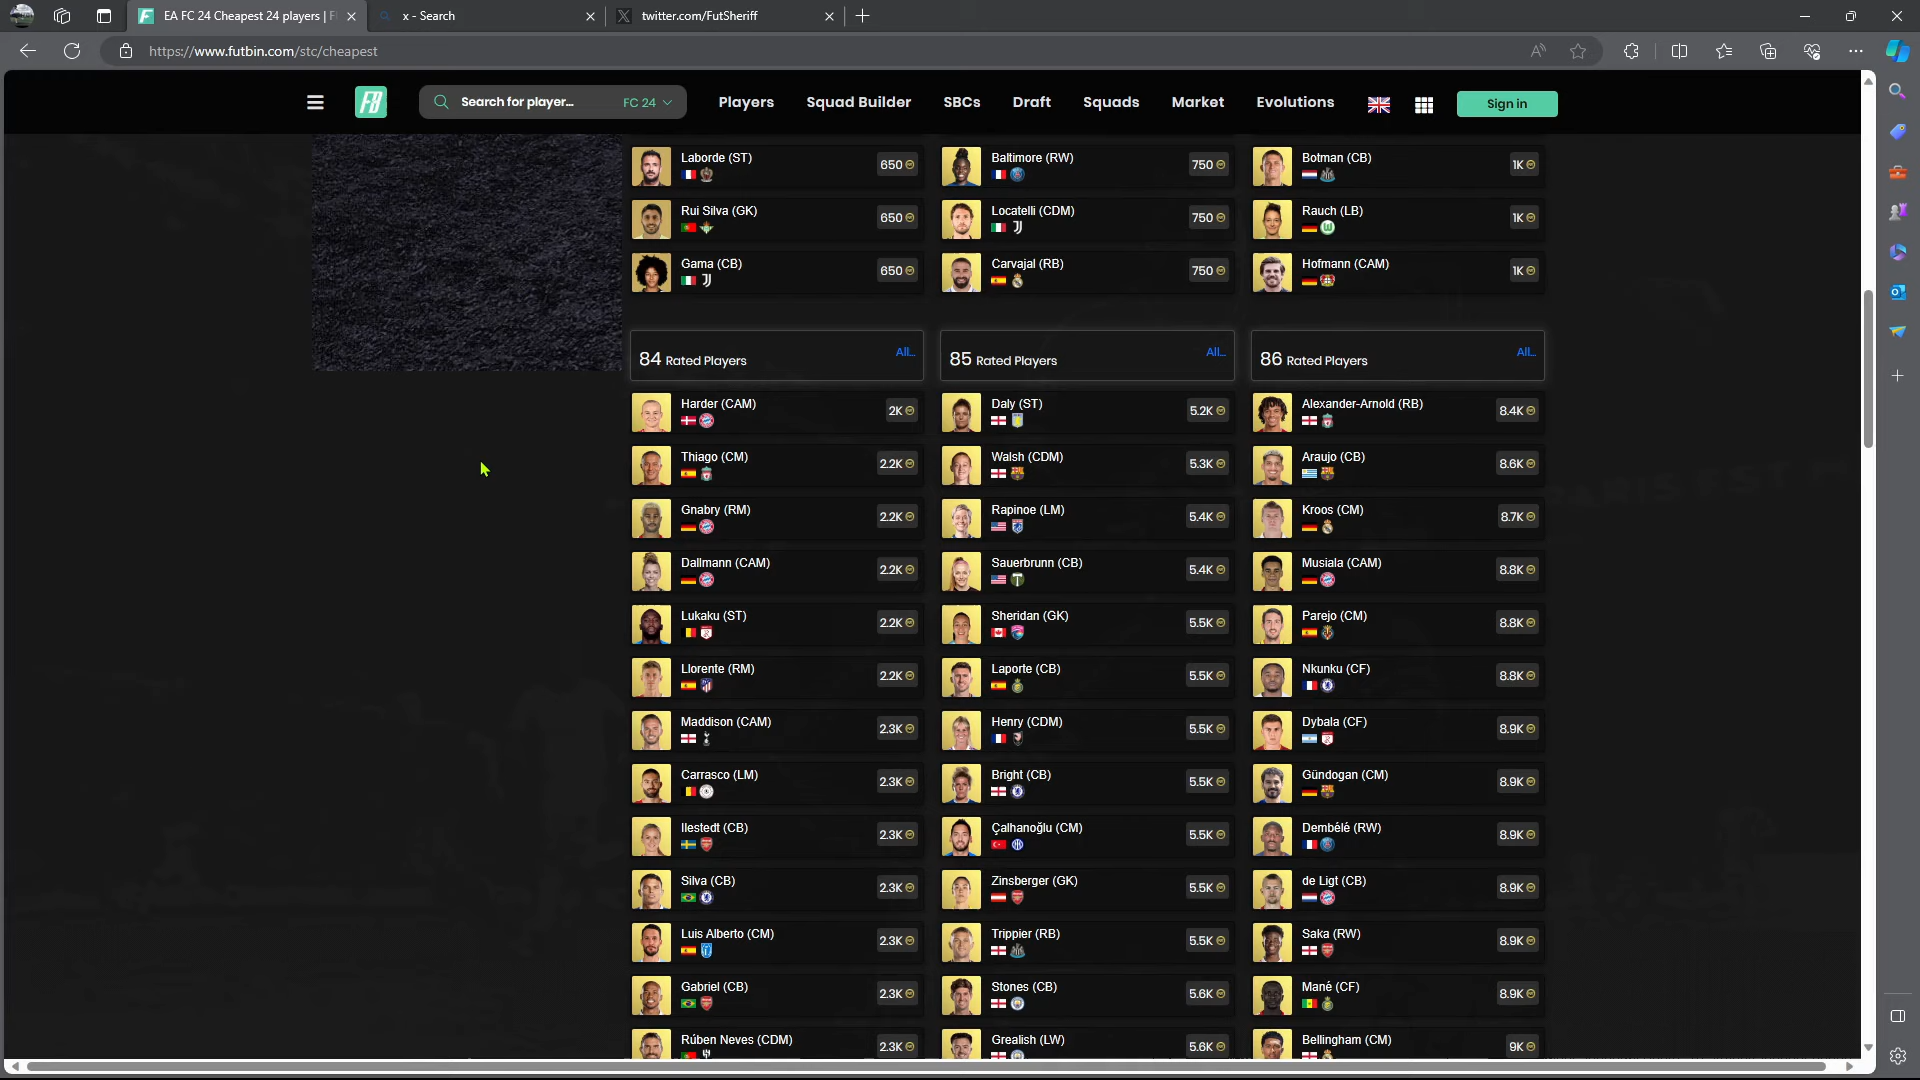 EA FC 24 Cheapest 24 players | F
x - Search
twitter.com/FutSheriff
https://www.futbin.com/stc/cheapest
Search for player...
FC 24
Players
Squad Builder
SBCs
Draft
Squads
Market
Evolutions
Sign in
Laborde (ST) 650
Baltimore (RW) 750
Botman (CB) 1K
Rui Silva (GK) 650
Locatelli (CDM) 750
Rauch (LB) 1K
Gama (CB) 650
Carvajal (RB) 750
Hofmann (CAM) 1K
84 Rated Players All...
85 Rated Players All...
86 Rated Players All...
Harder (CAM) 2K
Daly (ST) 5.2K
Alexander-Arnold (RB) 8.4K
Thiago (CM) 2.2K
Walsh (CDM) 5.3K
Araujo (CB) 8.6K
Gnabry (RM) 2.2K
Rapinoe (LM) 5.4K
Kroos (CM) 8.7K
Dallmann (CAM) 2.2K
Sauerbrunn (CB) 5.4K
Musiala (CAM) 8.8K
Lukaku (ST) 2.2K
Sheridan (GK) 5.5K
Parejo (CM) 8.8K
Llorente (RM) 2.2K
Laporte (CB) 5.5K
Nkunku (CF) 8.8K
Maddison (CAM) 2.3K
Henry (CDM) 5.5K
Dybala (CF) 8.9K
Carrasco (LM) 2.3K
Bright (CB) 5.5K
Gündogan (CM) 8.9K
Ilestedt (CB) 2.3K
Çalhanoğlu (CM) 5.5K
Dembélé (RW) 8.9K
Silva (CB) 2.3K
Zinsberger (GK) 5.5K
de Ligt (CB) 8.9K
Luis Alberto (CM) 2.3K
Trippier (RB) 5.5K
Saka (RW) 8.9K
Gabriel (CB) 2.3K
Stones (CB) 5.6K
Mané (CF) 8.9K
Rúben Neves (CDM) 2.3K
Grealish (LW) 5.6K
Bellingham (CM) 9K